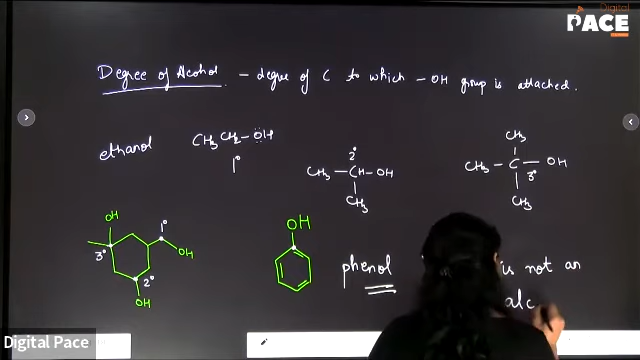 Digital
PACE
Degree of Alcohol - degree of C to which -OH group is attached.
ethanol CH3 CH2 - OH
1°
2°
CH3 - CH - OH
CH3
CH3
CH3 - C - OH
3°
CH3
OH
1°
3°
OH
2°
OH
OH
phenol is not an
alc
Digital Pace